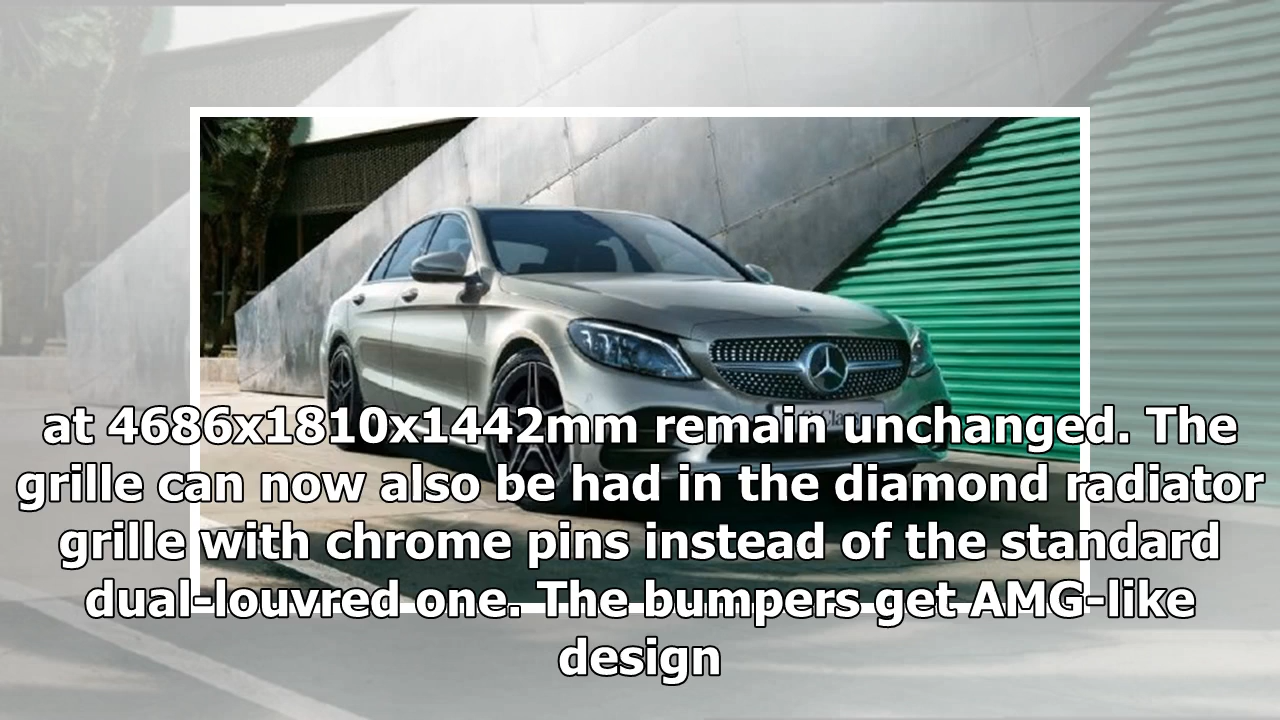 at 4686x1810x1442mm remain unchanged. The
grille can now also be had in the diamond radiator
grille with chrome pins instead of the standard
dual-louvred one. The bumpers get AMG-like
design